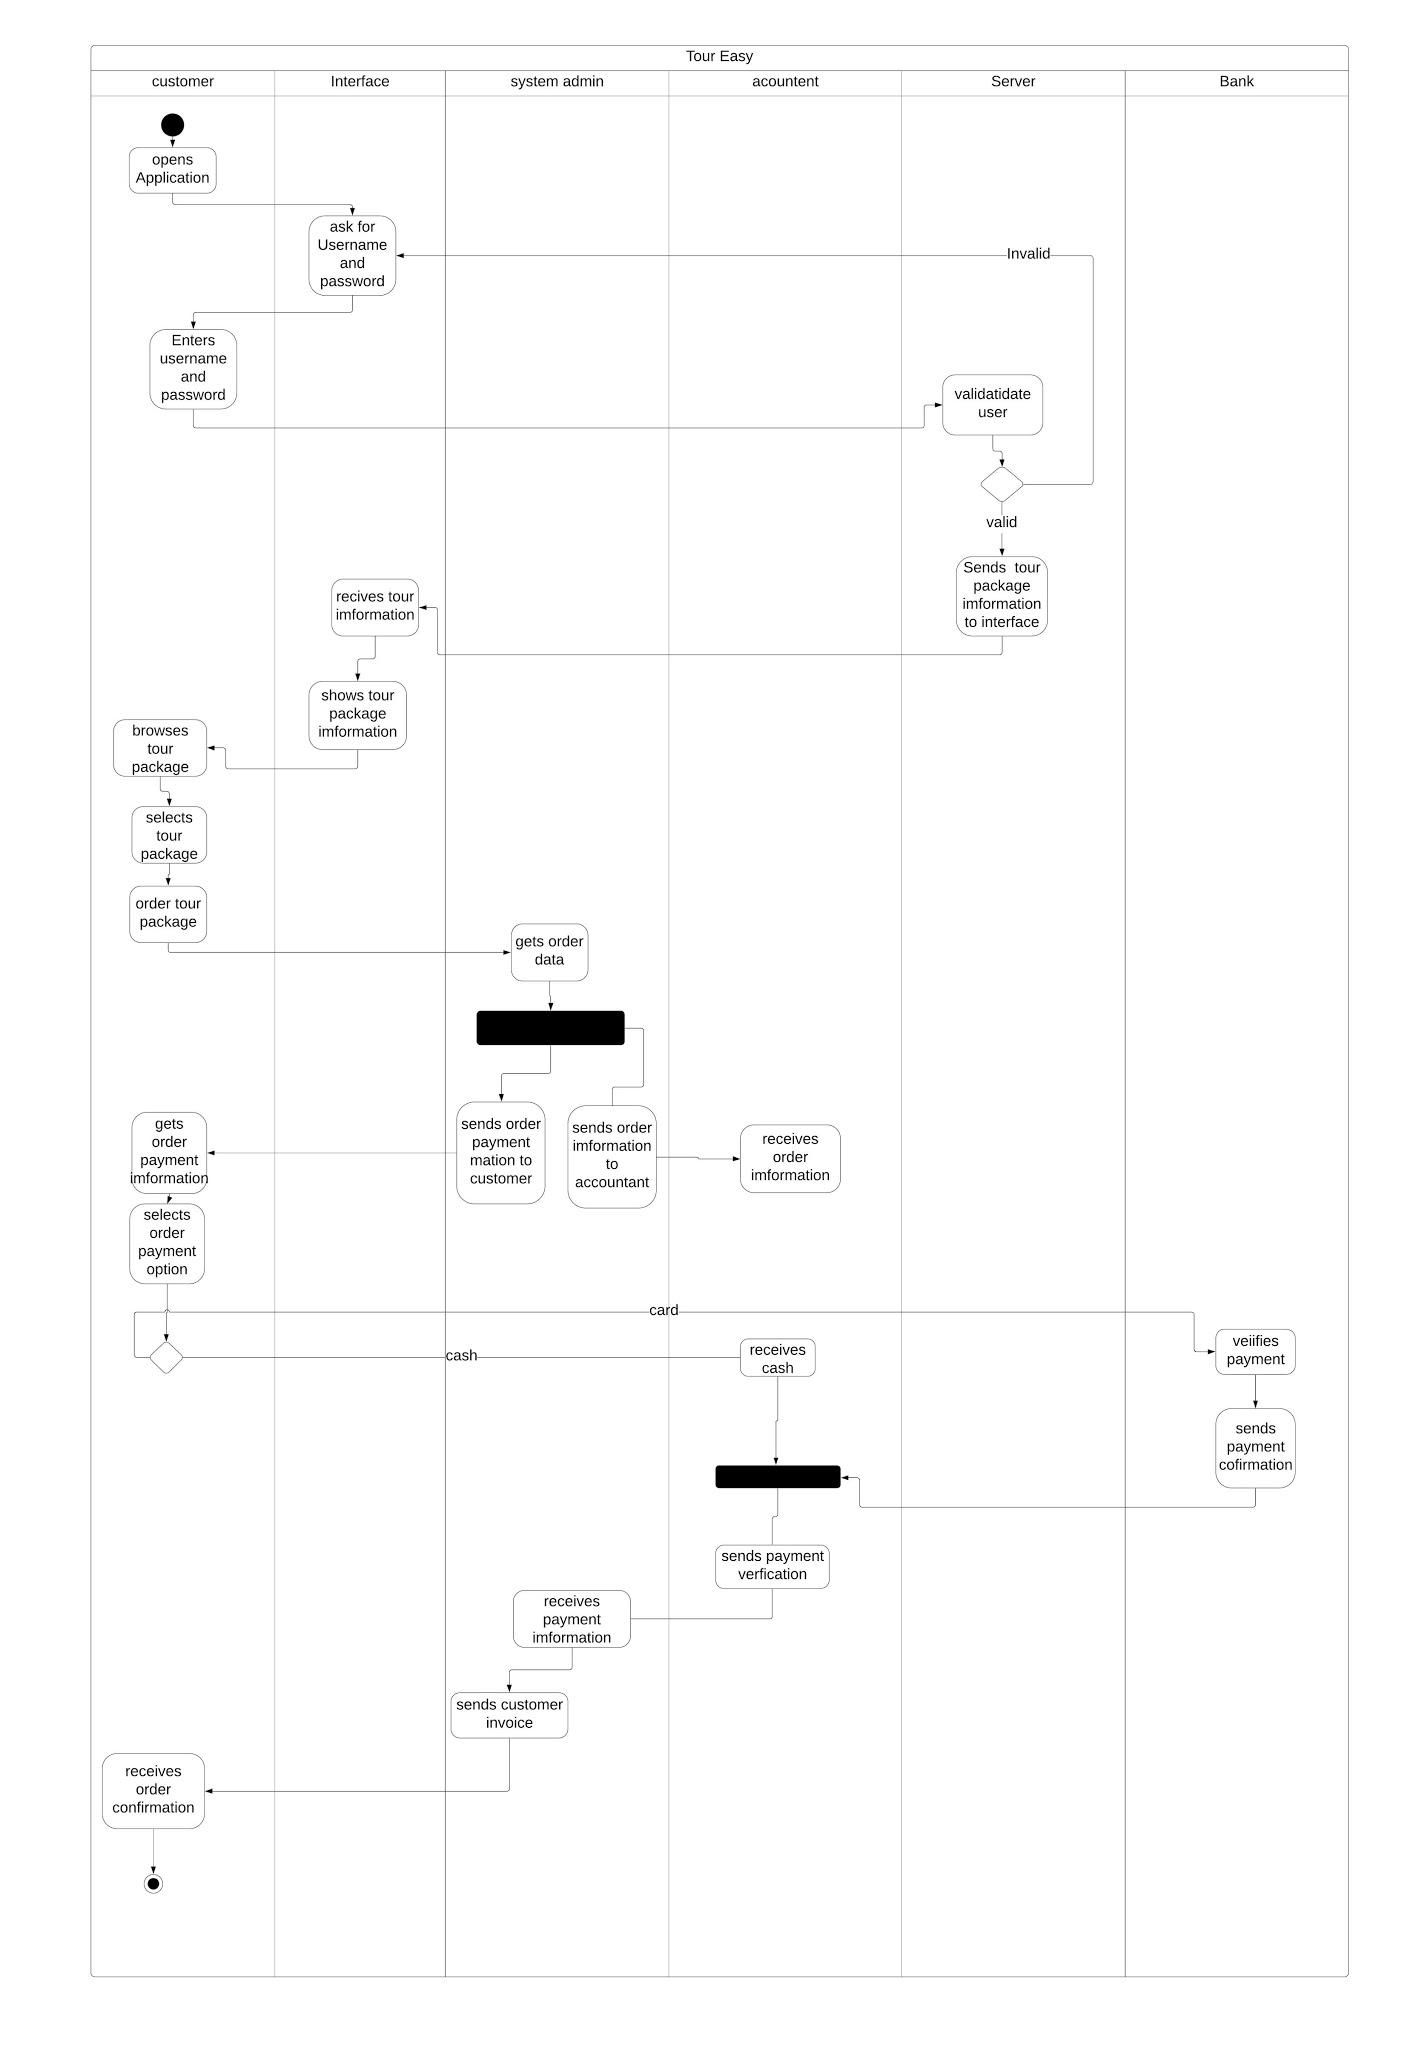 Tour Easy
customer
Interface
system admin
acountent
Server
Bank
opens
Application
ask for
Username
and
password
Invalid
Enters
username
and
password
validatidate
user
valid
Sends  tour
package
imformation
to interface
recives tour
imformation
shows tour
package
imformation
browses
tour
package
selects
tour
package
order tour
package
gets order
data
gets
order
payment
imformation
sends order
payment
mation to
customer
sends order
imformation
to
accountant
receives
order
imformation
selects
order
payment
option
card
cash
receives
cash
veiifies
payment
sends
payment
cofirmation
sends payment
verfication
receives
payment
imformation
sends customer
invoice
receives
order
confirmation